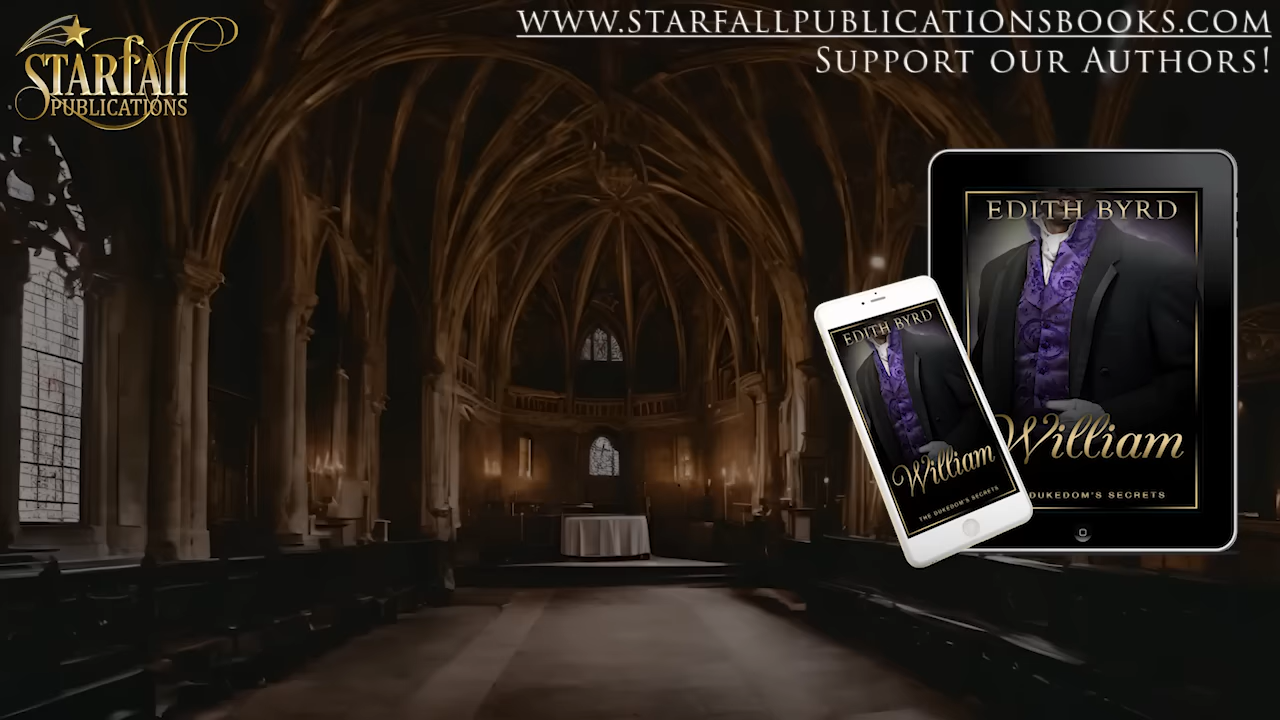 STARfall
PUBLICATIONS
WWW.STARFALLPUBLICATIONSBOOKS.COM
SUPPORT OUR AUTHORS!
EDITH BYRD
William
DUKEDOM'S SECRETS
EDITH BYRD
William
THE DUKEDOM'S SECRETS